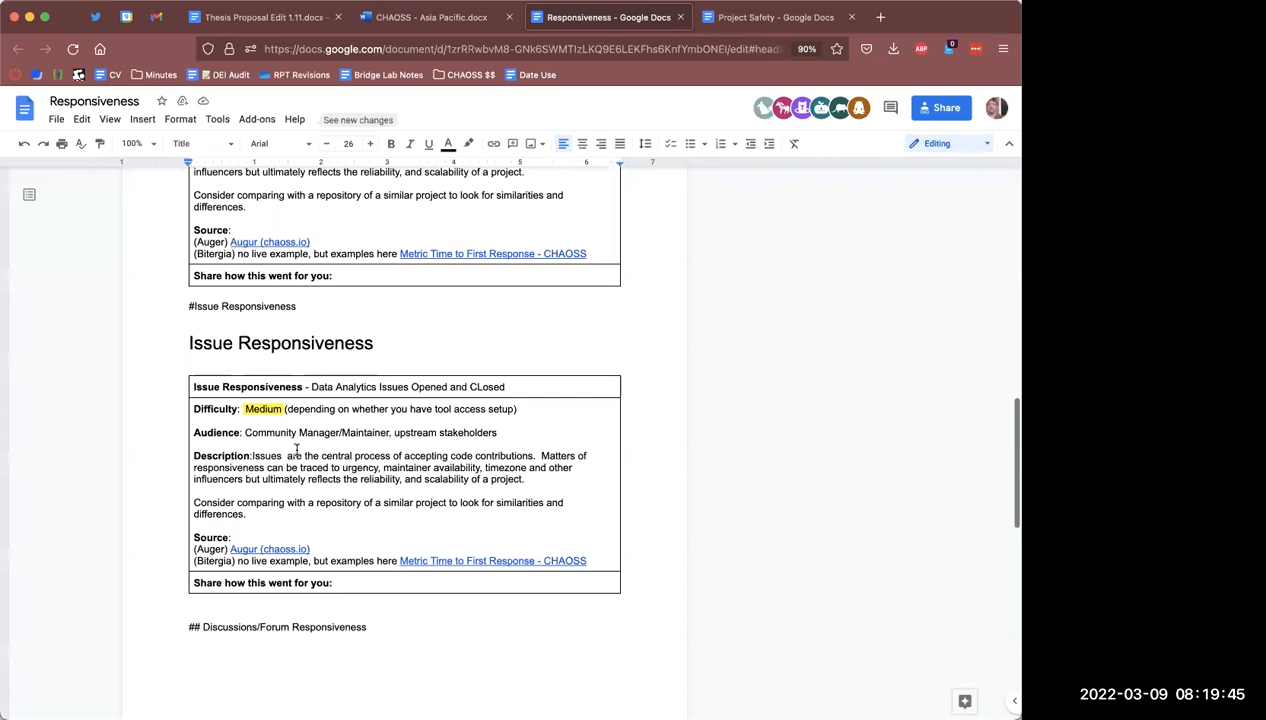 Thesis Proposal Edit 1.11.docx -
CHAOSS - Asia Pacific.docx
Responsiveness - Google Docs
Project Safety - Google Docs
https://docs.google.com/document/d/1zrRRwbvM8-GNk6SWMTIzLKQ9E6LEKFhs6KnfYmbONEI/edit#head
90%
ABP
0
CV
Minutes
DEI Audit
RPT Revisions
Bridge Lab Notes
CHAOSS $$
Date Use
Responsiveness
File Edit View Insert Format Tools Add-ons Help See new changes
Share
100% Title Arial 26 B I U A Editing
1 1 2 3 4 5 6 7
influencers but ultimately reflects the reliability, and scalability of a project.
Consider comparing with a repository of a similar project to look for similarities and
differences.
Source:
(Auger) Augur (chaoss.io)
(Bitergia) no live example, but examples here Metric Time to First Response - CHAOSS
Share how this went for you:
#Issue Responsiveness
Issue Responsiveness
Issue Responsiveness - Data Analytics Issues Opened and CLosed
Difficulty: Medium (depending on whether you have tool access setup)
Audience: Community Manager/Maintainer, upstream stakeholders
Description:Issues are the central process of accepting code contributions. Matters of
responsiveness can be traced to urgency, maintainer availability, timezone and other
influencers but ultimately reflects the reliability, and scalability of a project.
Consider comparing with a repository of a similar project to look for similarities and
differences.
Source:
(Auger) Augur (chaoss.io)
(Bitergia) no live example, but examples here Metric Time to First Response - CHAOSS
Share how this went for you:
## Discussions/Forum Responsiveness
2022-03-09 08:19:45